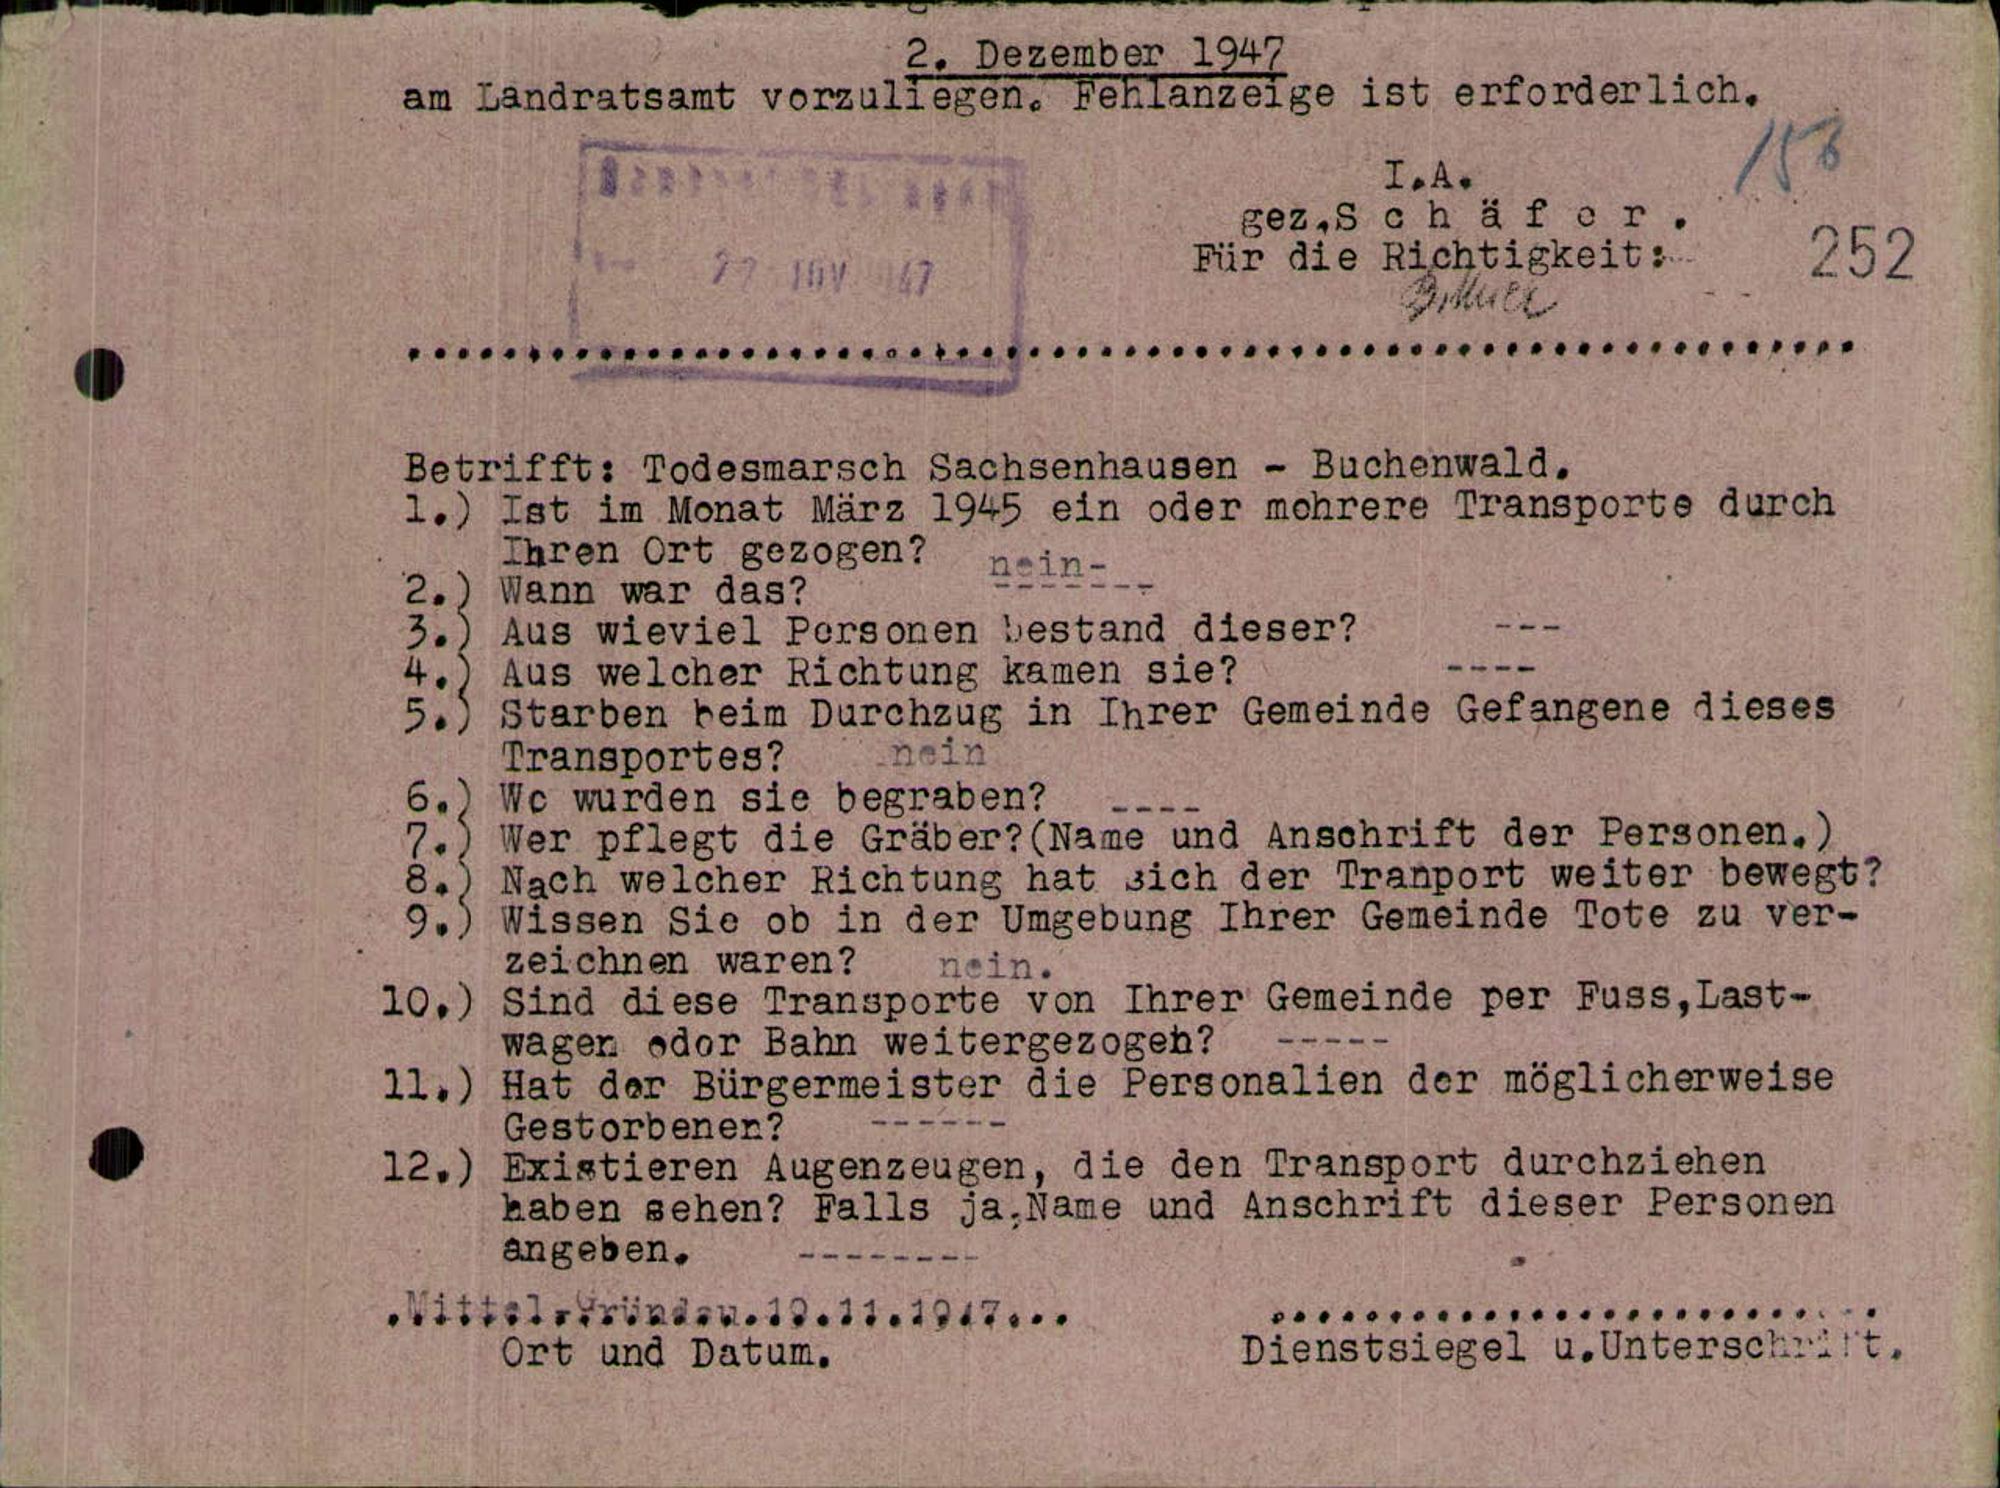 2. Dezember 1947
am Landratsamt vorzuliegen. Fehlanzeige ist erforderlich.
156
I.A.
gez.S c h ä f e r .
Für die Richtigkeit:
252
Betrifft: Todesmarsch Sachsenhausen - Buchenwald.
1.) Ist im Monat März 1945 ein oder mehrere Transporte durch
Ihren Ort gezogen? nein-
2.) Wann war das? -------
3.) Aus wieviel Personen bestand dieser? ---
4.) Aus welcher Richtung kamen sie? ----
5.) Starben beim Durchzug in Ihrer Gemeinde Gefangene dieses
Transportes? nein
6.) Wo wurden sie begraben? ----
7.) Wer pflegt die Gräber?(Name und Anschrift der Personen.)
8.) Nach welcher Richtung hat sich der Tranport weiter bewegt?
9.) Wissen Sie ob in der Umgebung Ihrer Gemeinde Tote zu ver-
zeichnen waren? nein.
10.) Sind diese Transporte von Ihrer Gemeinde per Fuss,Last-
wagen oder Bahn weitergezogen? -----
11.) Hat der Bürgermeister die Personalien der möglicherweise
Gestorbenen? ------
12.) Existieren Augenzeugen, die den Transport durchziehen
haben sehen? Falls ja,Name und Anschrift dieser Personen
angeben. --------
Mittel-Gründau.19.11.1947...
Ort und Datum.
Dienstsiegel u.Unterschrift.